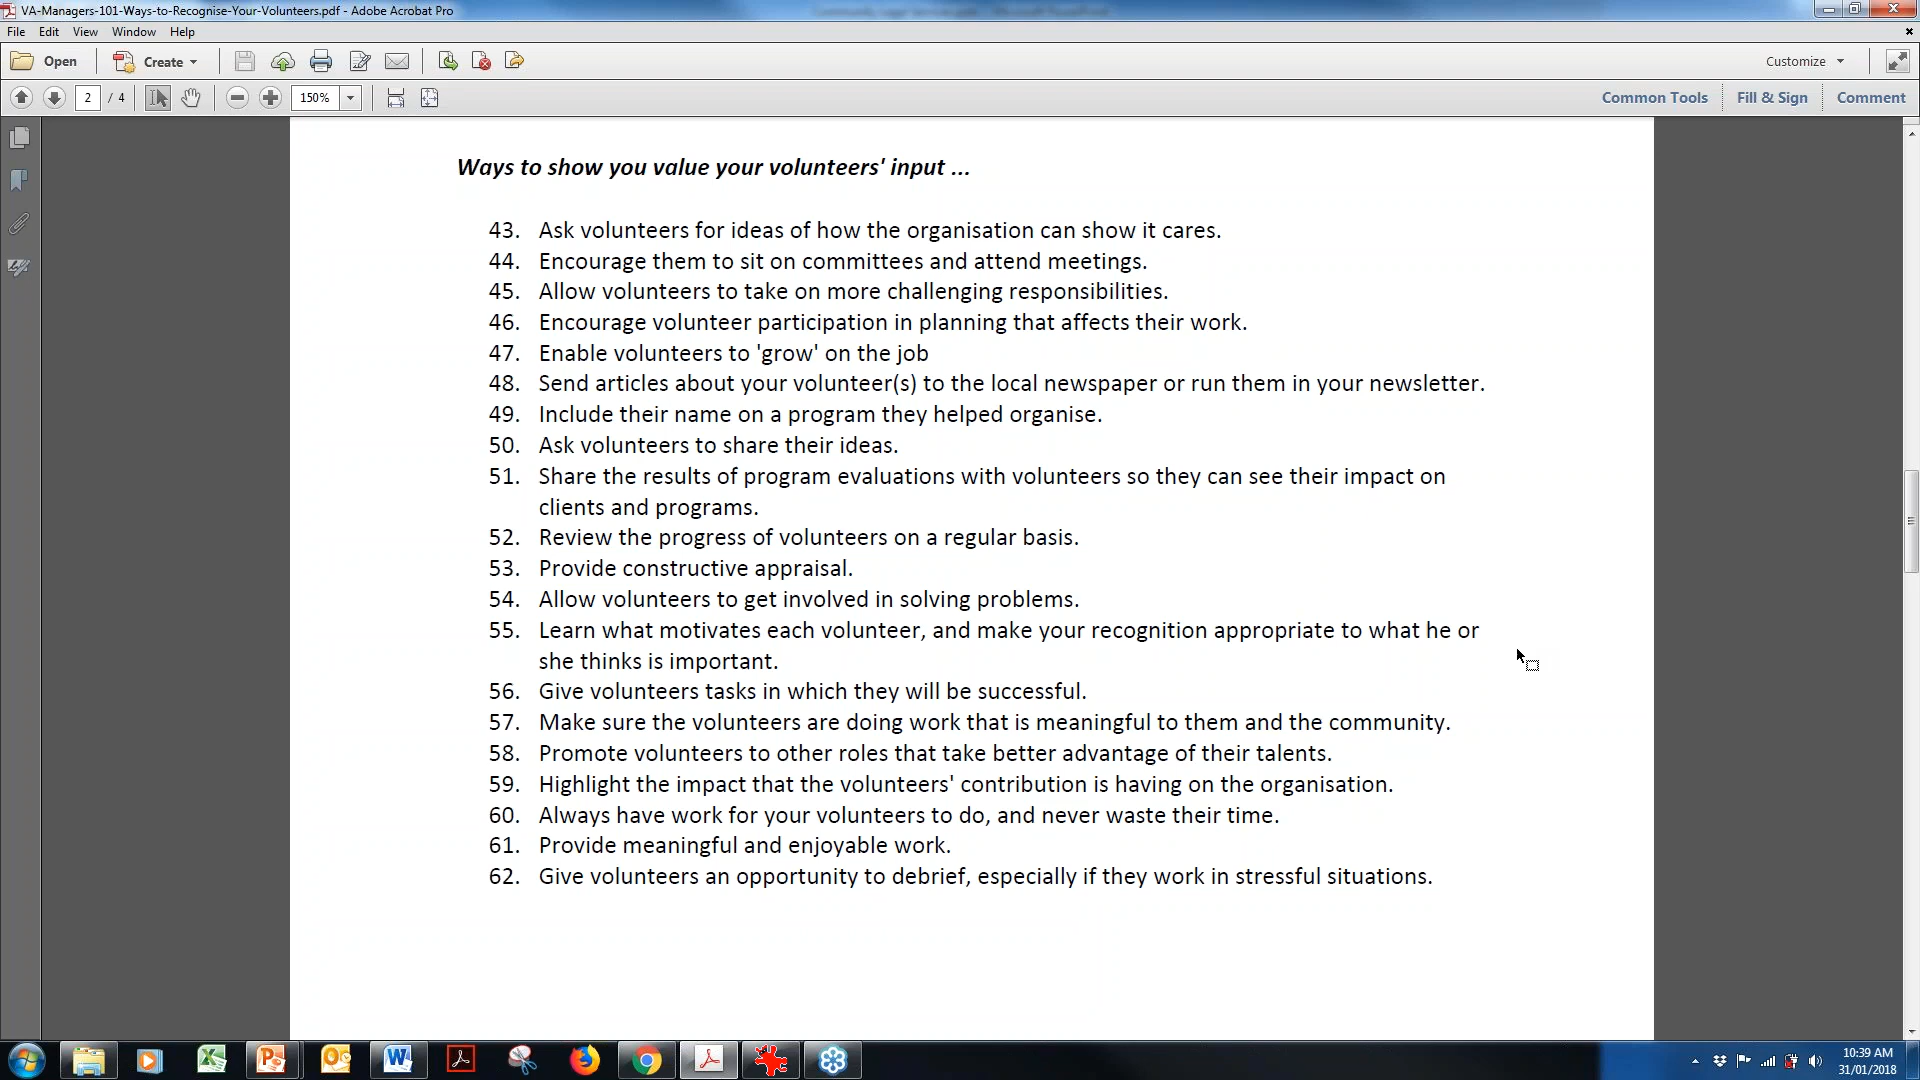 VA-Managers-101-Ways-to-Recognise-Your-Volunteers.pdf - Adobe Acrobat Pro
File Edit View Window Help
Open Create Customize
2 / 4 150% Common Tools Fill & Sign Comment
Ways to show you value your volunteers' input ...
43. Ask volunteers for ideas of how the organisation can show it cares.
44. Encourage them to sit on committees and attend meetings.
45. Allow volunteers to take on more challenging responsibilities.
46. Encourage volunteer participation in planning that affects their work.
47. Enable volunteers to 'grow' on the job
48. Send articles about your volunteer(s) to the local newspaper or run them in your newsletter.
49. Include their name on a program they helped organise.
50. Ask volunteers to share their ideas.
51. Share the results of program evaluations with volunteers so they can see their impact on
clients and programs.
52. Review the progress of volunteers on a regular basis.
53. Provide constructive appraisal.
54. Allow volunteers to get involved in solving problems.
55. Learn what motivates each volunteer, and make your recognition appropriate to what he or
she thinks is important.
56. Give volunteers tasks in which they will be successful.
57. Make sure the volunteers are doing work that is meaningful to them and the community.
58. Promote volunteers to other roles that take better advantage of their talents.
59. Highlight the impact that the volunteers' contribution is having on the organisation.
60. Always have work for your volunteers to do, and never waste their time.
61. Provide meaningful and enjoyable work.
62. Give volunteers an opportunity to debrief, especially if they work in stressful situations.
10:39 AM
31/01/2018